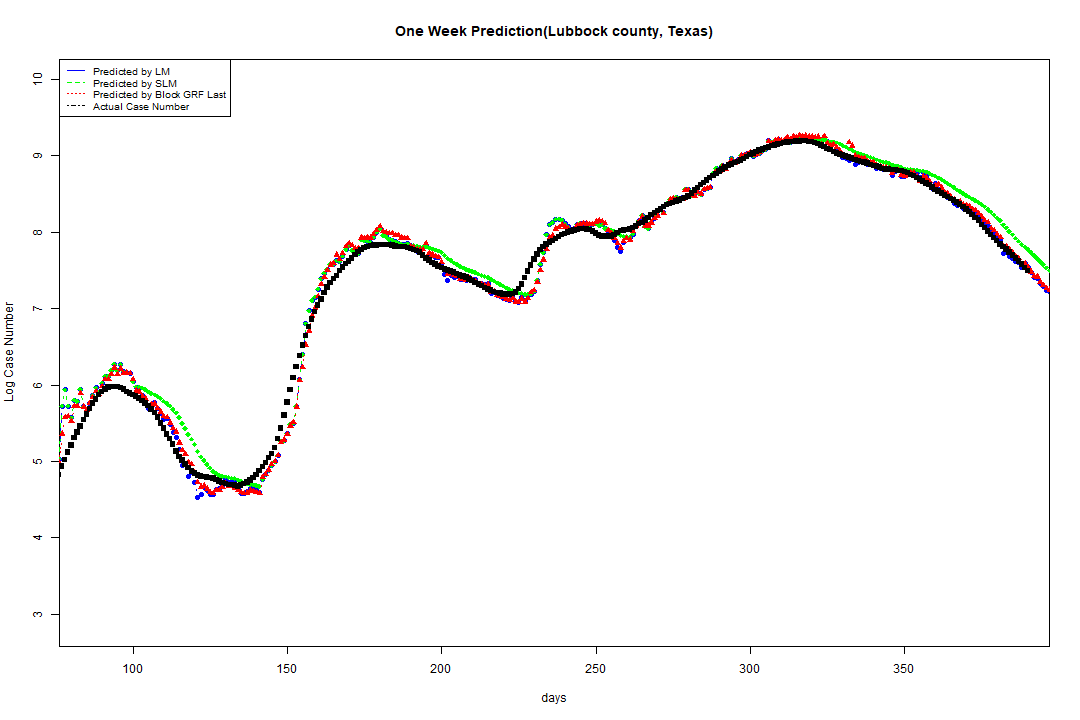 One Week Prediction(Lubbock county, Texas)
Predicted by LM
Predicted by SLM
Predicted by Block GRF Last
Actual Case Number
10
9
8
7
6
5
4
3
Log Case Number
100 150 200 250 300 350
days